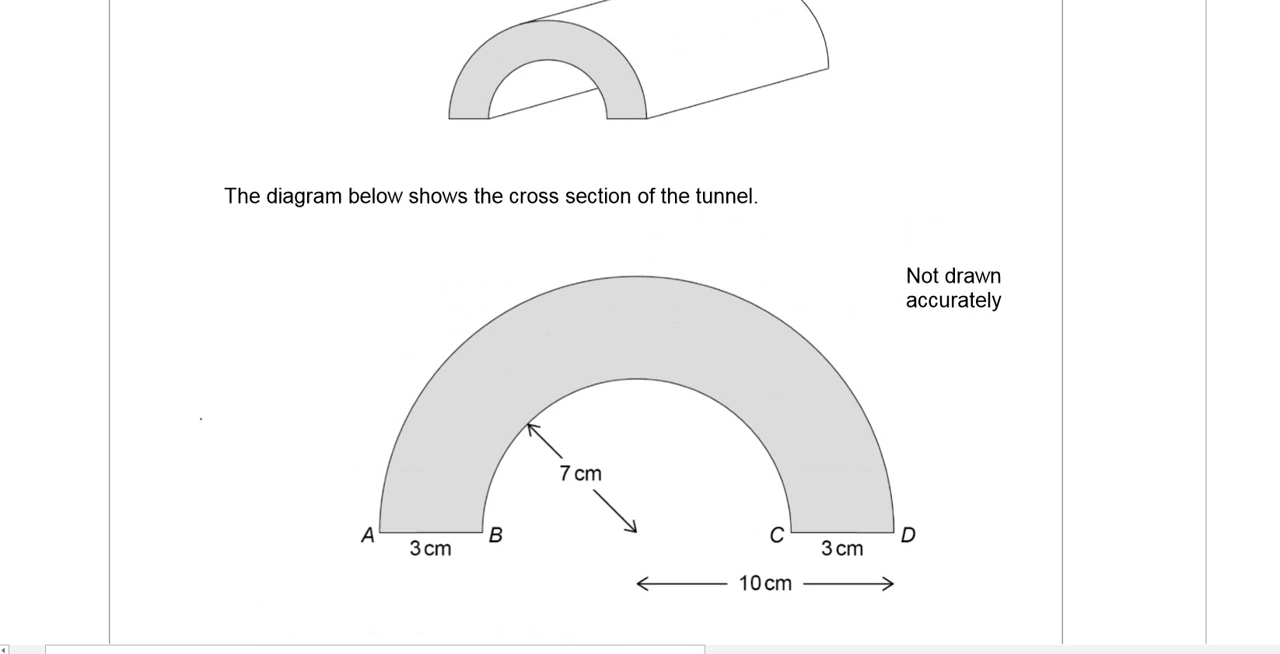 The diagram below shows the cross section of the tunnel.
Not drawn
accurately
7 cm
A
B
C
D
3 cm
3 cm
10 cm